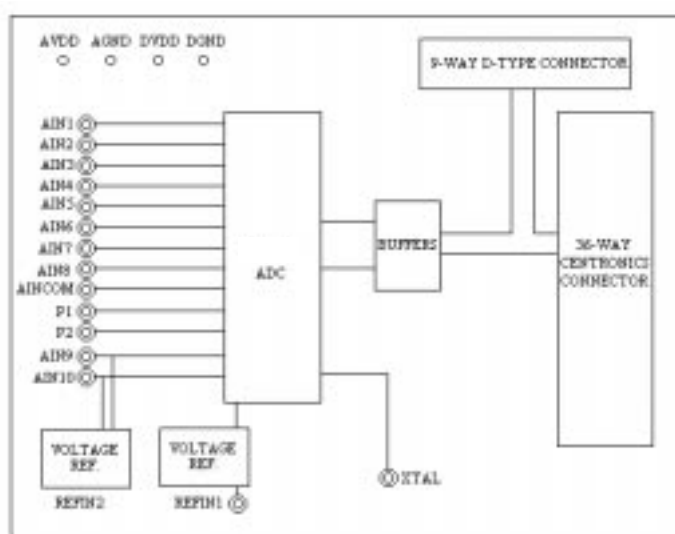 AVDD AGND DVDD DGND
9-WAY D-TYPE CONNECTOR
AIN1
AIN2
AIN3
AIN4
AIN5
AIN6
AIN7
AIN8
AINCOM
P1
P2
AIN9
AIN10
ADC
BUFFERS
36-WAY
CENTRONICS
CONNECTOR
VOLTAGE
REF.
REFIN2
VOLTAGE
REF.
REFIN1
XTAL